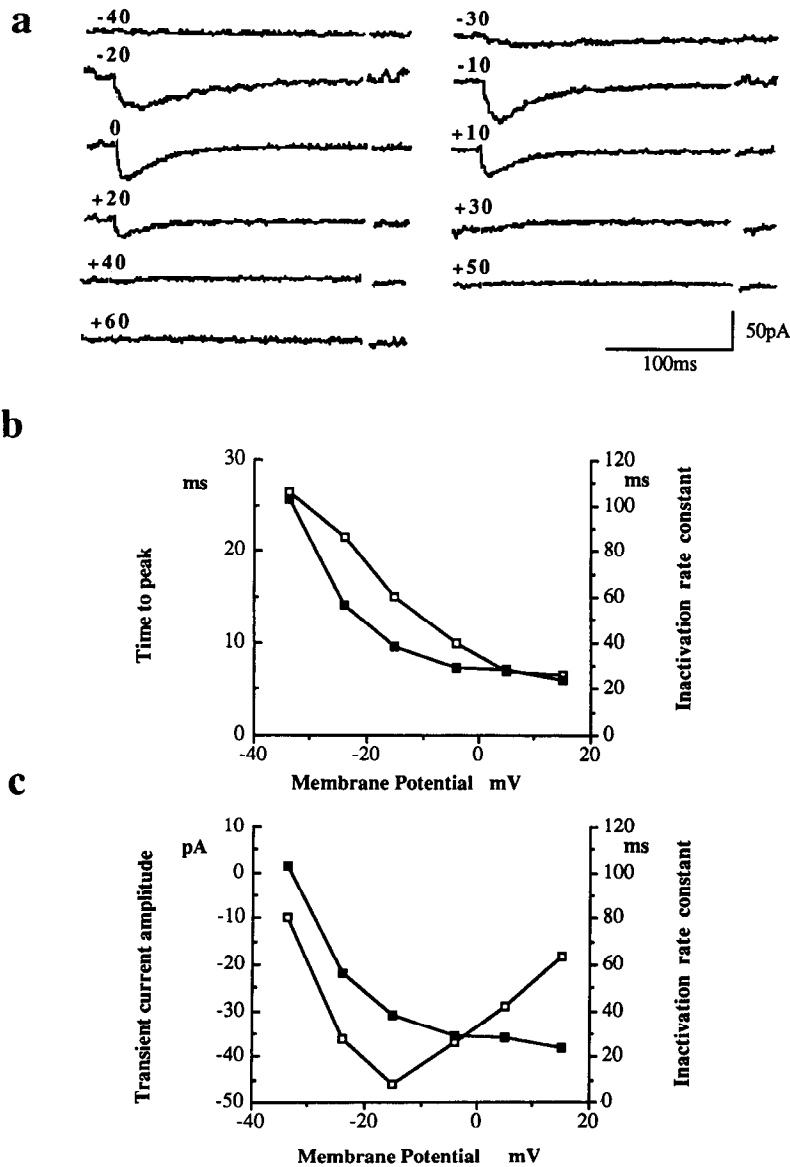 a
-40
-30
-20
-10
0
+10
+20
+30
+40
+50
+60
50pA
100ms
b
30
20
10
0
ms
Time to peak
120
100
80
60
40
20
0
ms
Inactivation rate constant
-40
-20
0
20
Membrane Potential mV
c
10
0
-10
-20
-30
-40
-50
pA
Transient current amplitude
120
100
80
60
40
20
0
ms
Inactivation rate constant
-40
-20
0
20
Membrane Potential mV